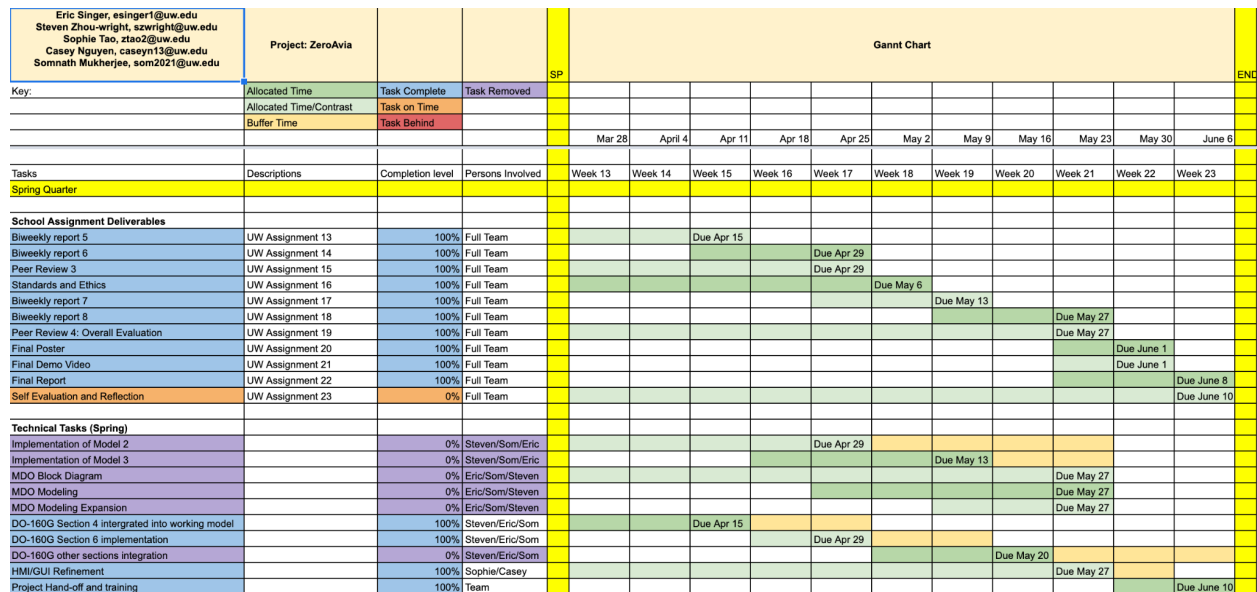 Eric Singer, esinger1@uw.edu
Steven Zhou-wright, szwright@uw.edu
Sophie Tao, ztao2@uw.edu
Casey Nguyen, caseyn13@uw.edu
Somnath Mukherjee, som2021@uw.edu
Project: ZeroAvia
SP
Gannt Chart
END
Key: Allocated Time Task Complete Task Removed
Allocated Time/Contrast Task on Time
Buffer Time Task Behind
Mar 28 April 4 Apr 11 Apr 18 Apr 25 May 2 May 9 May 16 May 23 May 30 June 6
Tasks Descriptions Completion level Persons Involved Week 13 Week 14 Week 15 Week 16 Week 17 Week 18 Week 19 Week 20 Week 21 Week 22 Week 23
Spring Quarter
School Assignment Deliverables
Biweekly report 5 UW Assignment 13 100% Full Team Due Apr 15
Biweekly report 6 UW Assignment 14 100% Full Team Due Apr 29
Peer Review 3 UW Assignment 15 100% Full Team Due Apr 29
Standards and Ethics UW Assignment 16 100% Full Team Due May 6
Biweekly report 7 UW Assignment 17 100% Full Team Due May 13
Biweekly report 8 UW Assignment 18 100% Full Team Due May 27
Peer Review 4: Overall Evaluation UW Assignment 19 100% Full Team Due May 27
Final Poster UW Assignment 20 100% Full Team Due June 1
Final Demo Video UW Assignment 21 100% Full Team Due June 1
Final Report UW Assignment 22 100% Full Team Due June 8
Self Evaluation and Reflection UW Assignment 23 0% Full Team Due June 10
Technical Tasks (Spring)
Implementation of Model 2 0% Steven/Som/Eric Due Apr 29
Implementation of Model 3 0% Steven/Som/Eric Due May 13
MDO Block Diagram 0% Eric/Som/Steven Due May 27
MDO Modeling 0% Eric/Som/Steven Due May 27
MDO Modeling Expansion 0% Eric/Som/Steven Due May 27
DO-160G Section 4 intergrated into working model 100% Steven/Eric/Som Due Apr 15
DO-160G Section 6 implementation 100% Steven/Eric/Som Due Apr 29
DO-160G other sections integration 0% Steven/Eric/Som Due May 20
HMI/GUI Refinement 100% Sophie/Casey Due May 27
Project Hand-off and training 100% Team Due June 10